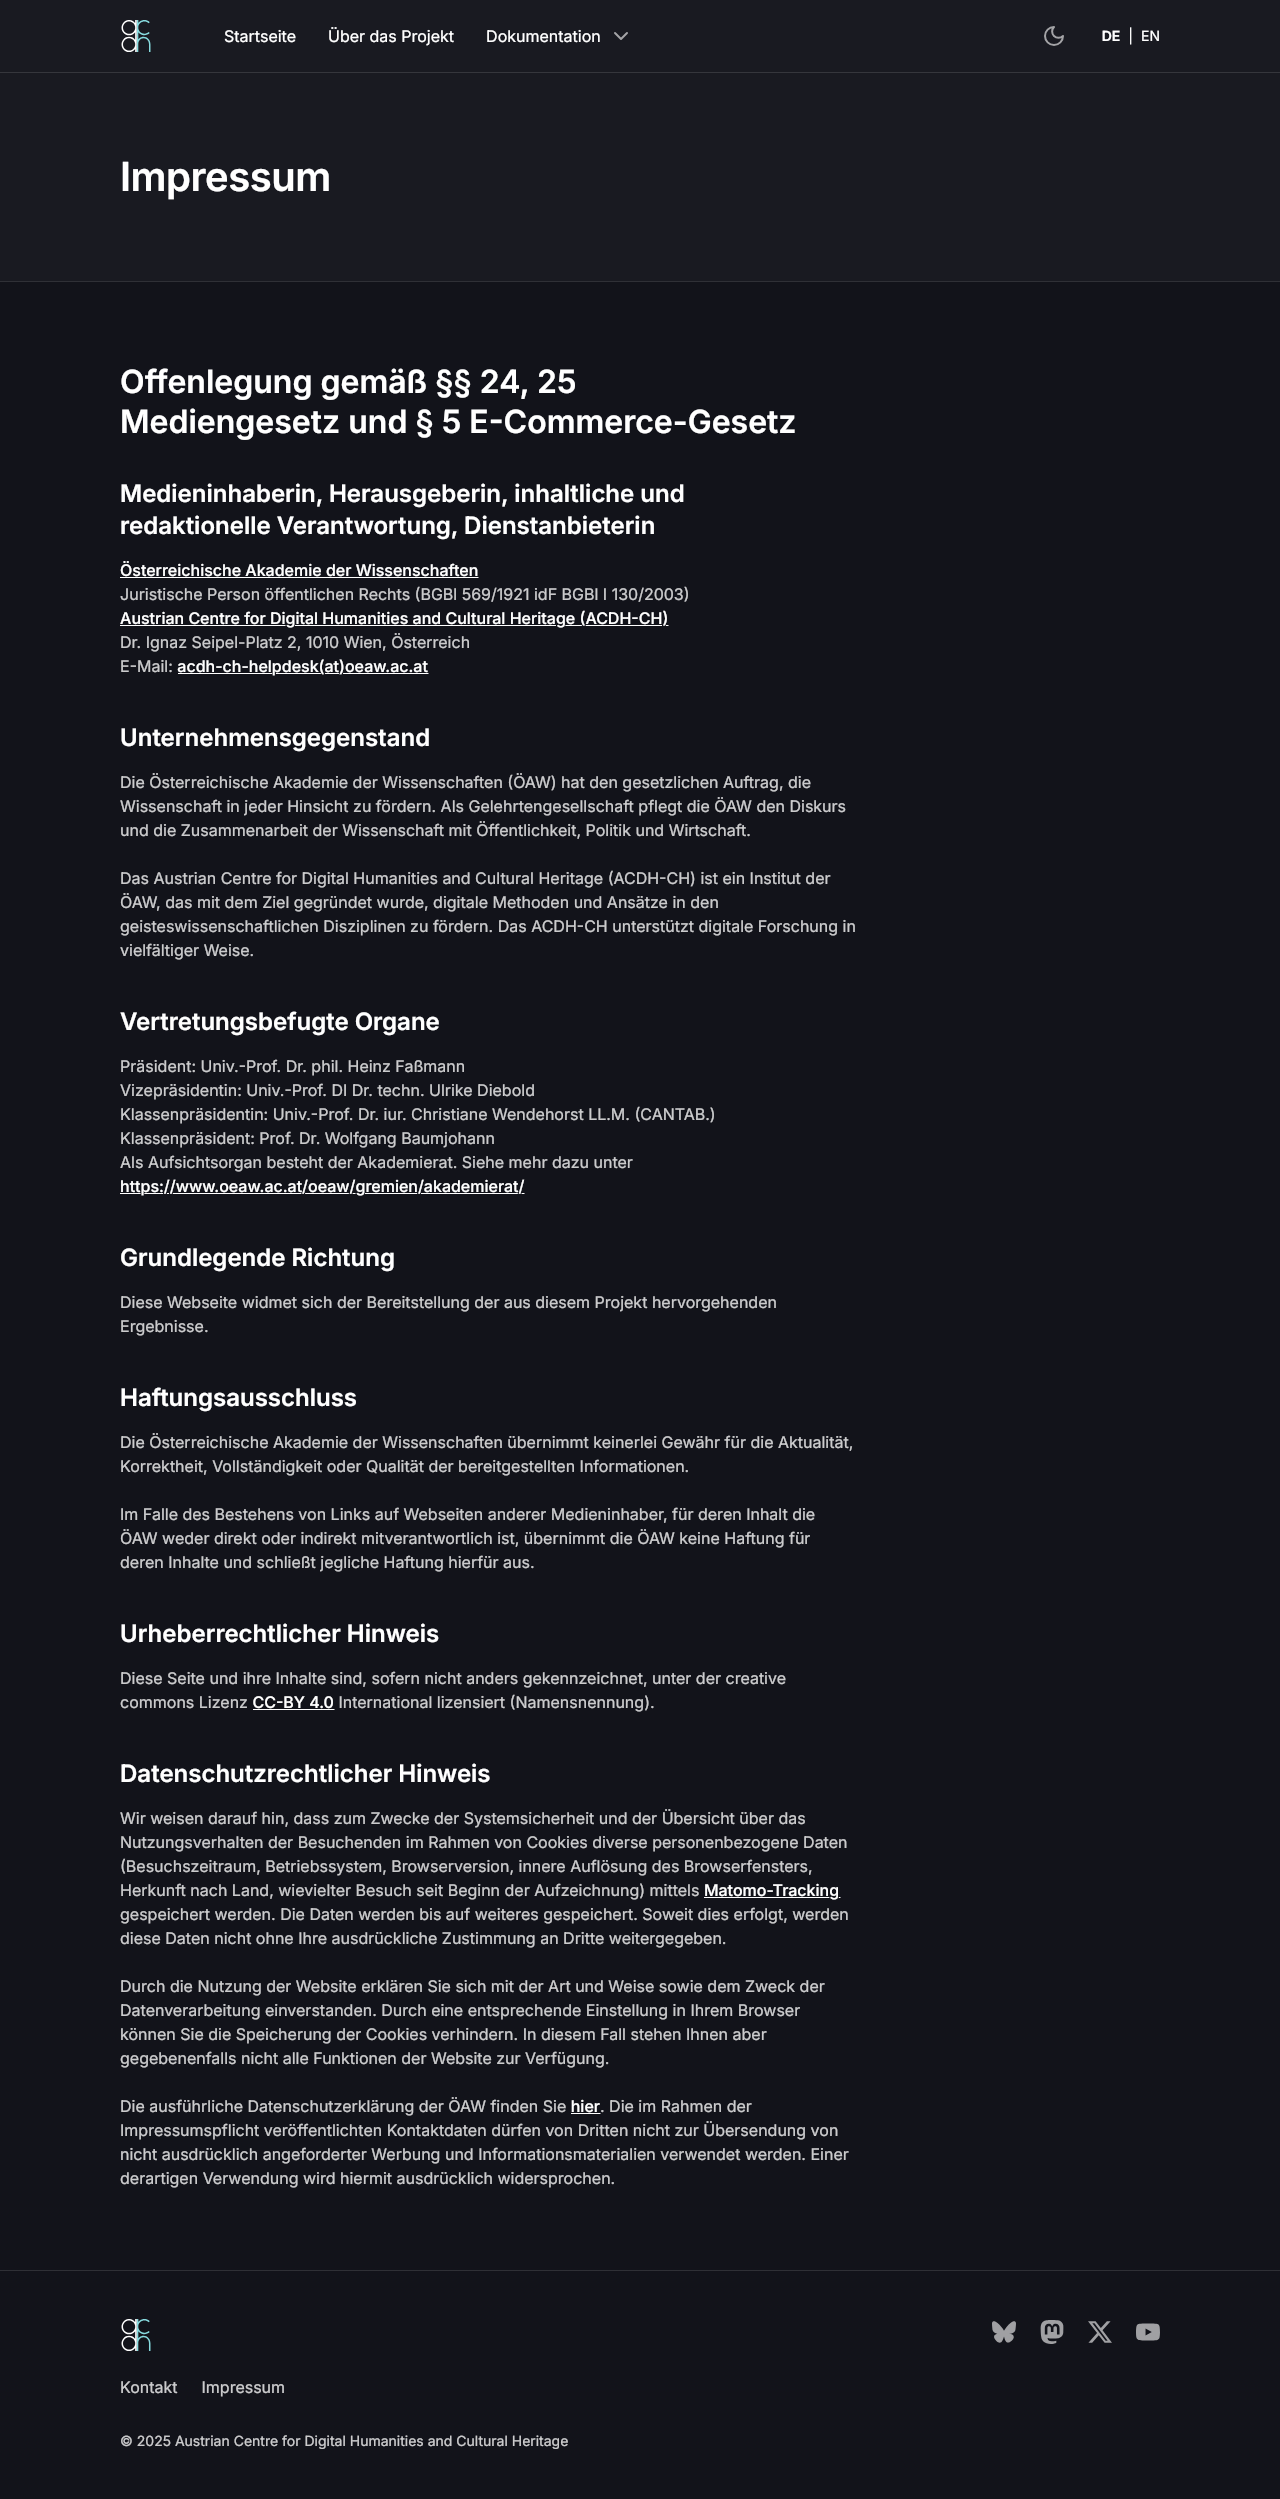 Startseite Über das Projekt Dokumentation DE | EN
Impressum
Offenlegung gemäß §§ 24, 25
Mediengesetz und § 5 E-Commerce-Gesetz
Medieninhaberin, Herausgeberin, inhaltliche und
redaktionelle Verantwortung, Dienstanbieterin
Österreichische Akademie der Wissenschaften
Juristische Person öffentlichen Rechts (BGBl 569/1921 idF BGBl I 130/2003)
Austrian Centre for Digital Humanities and Cultural Heritage (ACDH-CH)
Dr. Ignaz Seipel-Platz 2, 1010 Wien, Österreich
E-Mail: acdh-ch-helpdesk(at)oeaw.ac.at
Unternehmensgegenstand
Die Österreichische Akademie der Wissenschaften (ÖAW) hat den gesetzlichen Auftrag, die
Wissenschaft in jeder Hinsicht zu fördern. Als Gelehrtengesellschaft pflegt die ÖAW den Diskurs
und die Zusammenarbeit der Wissenschaft mit Öffentlichkeit, Politik und Wirtschaft.
Das Austrian Centre for Digital Humanities and Cultural Heritage (ACDH-CH) ist ein Institut der
ÖAW, das mit dem Ziel gegründet wurde, digitale Methoden und Ansätze in den
geisteswissenschaftlichen Disziplinen zu fördern. Das ACDH-CH unterstützt digitale Forschung in
vielfältiger Weise.
Vertretungsbefugte Organe
Präsident: Univ.-Prof. Dr. phil. Heinz Faßmann
Vizepräsidentin: Univ.-Prof. DI Dr. techn. Ulrike Diebold
Klassenpräsidentin: Univ.-Prof. Dr. iur. Christiane Wendehorst LL.M. (CANTAB.)
Klassenpräsident: Prof. Dr. Wolfgang Baumjohann
Als Aufsichtsorgan besteht der Akademierat. Siehe mehr dazu unter
https://www.oeaw.ac.at/oeaw/gremien/akademierat/
Grundlegende Richtung
Diese Webseite widmet sich der Bereitstellung der aus diesem Projekt hervorgehenden
Ergebnisse.
Haftungsausschluss
Die Österreichische Akademie der Wissenschaften übernimmt keinerlei Gewähr für die Aktualität,
Korrektheit, Vollständigkeit oder Qualität der bereitgestellten Informationen.
Im Falle des Bestehens von Links auf Webseiten anderer Medieninhaber, für deren Inhalt die
ÖAW weder direkt oder indirekt mitverantwortlich ist, übernimmt die ÖAW keine Haftung für
deren Inhalte und schließt jegliche Haftung hierfür aus.
Urheberrechtlicher Hinweis
Diese Seite und ihre Inhalte sind, sofern nicht anders gekennzeichnet, unter der creative
commons Lizenz CC-BY 4.0 International lizensiert (Namensnennung).
Datenschutzrechtlicher Hinweis
Wir weisen darauf hin, dass zum Zwecke der Systemsicherheit und der Übersicht über das
Nutzungsverhalten der Besuchenden im Rahmen von Cookies diverse personenbezogene Daten
(Besuchszeitraum, Betriebssystem, Browserversion, innere Auflösung des Browserfensters,
Herkunft nach Land, wievielter Besuch seit Beginn der Aufzeichnung) mittels Matomo-Tracking
gespeichert werden. Die Daten werden bis auf weiteres gespeichert. Soweit dies erfolgt, werden
diese Daten nicht ohne Ihre ausdrückliche Zustimmung an Dritte weitergegeben.
Durch die Nutzung der Website erklären Sie sich mit der Art und Weise sowie dem Zweck der
Datenverarbeitung einverstanden. Durch eine entsprechende Einstellung in Ihrem Browser
können Sie die Speicherung der Cookies verhindern. In diesem Fall stehen Ihnen aber
gegebenenfalls nicht alle Funktionen der Website zur Verfügung.
Die ausführliche Datenschutzerklärung der ÖAW finden Sie hier. Die im Rahmen der
Impressumspflicht veröffentlichten Kontaktdaten dürfen von Dritten nicht zur Übersendung von
nicht ausdrücklich angeforderter Werbung und Informationsmaterialien verwendet werden. Einer
derartigen Verwendung wird hiermit ausdrücklich widersprochen.
Kontakt Impressum
© 2025 Austrian Centre for Digital Humanities and Cultural Heritage